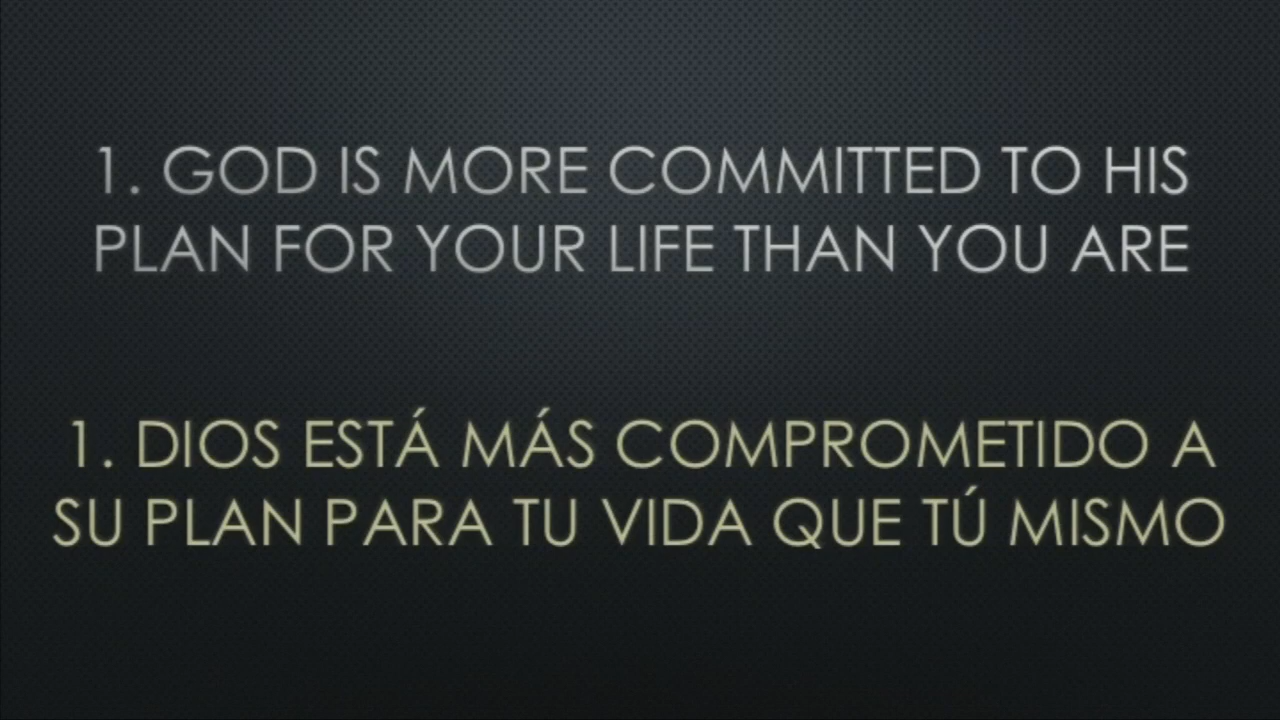 1. GOD IS MORE COMMITTED TO HIS
PLAN FOR YOUR LIFE THAN YOU ARE
1. DIOS ESTÁ MÁS COMPROMETIDO A
SU PLAN PARA TU VIDA QUE TÚ MISMO